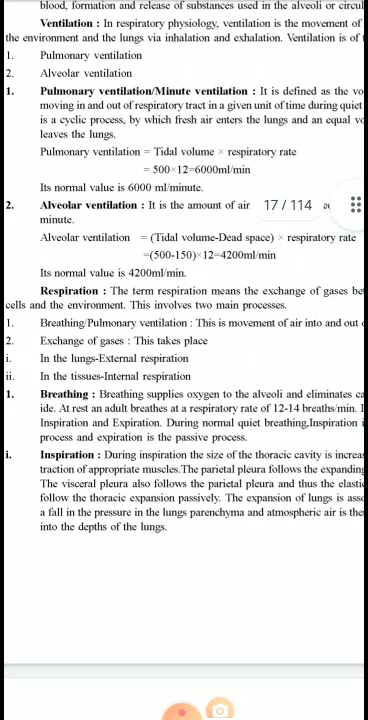 blood, formation and release of substances used in the alveoli or circul
Ventilation : In respiratory physiology, ventilation is the movement of
the environment and the lungs via inhalation and exhalation. Ventilation is of
1. Pulmonary ventilation
2. Alveolar ventilation
1. Pulmonary ventilation/Minute ventilation : It is defined as the vo
moving in and out of respiratory tract in a given unit of time during quiet
is a cyclic process, by which fresh air enters the lungs and an equal vo
leaves the lungs.
Pulmonary ventilation = Tidal volume × respiratory rate
= 500×12=6000ml/min
Its normal value is 6000 ml/minute.
2. Alveolar ventilation : It is the amount of air
17 / 114
minute.
Alveolar ventilation = (Tidal volume-Dead space) × respiratory rate
=(500-150)×12=4200ml/min
Its normal value is 4200ml/min.
Respiration : The term respiration means the exchange of gases be
cells and the environment. This involves two main processes.
1. Breathing/Pulmonary ventilation : This is movement of air into and out
2. Exchange of gases : This takes place
i. In the lungs-External respiration
ii. In the tissues-Internal respiration
1. Breathing : Breathing supplies oxygen to the alveoli and eliminates ca
ide. At rest an adult breathes at a respiratory rate of 12-14 breaths/min. I
Inspiration and Expiration. During normal quiet breathing,Inspiration i
process and expiration is the passive process.
i. Inspiration : During inspiration the size of the thoracic cavity is increa
traction of appropriate muscles.The parietal pleura follows the expanding
The visceral pleura also follows the parietal pleura and thus the elastic
follow the thoracic expansion passively. The expansion of lungs is asso
a fall in the pressure in the lungs parenchyma and atmospheric air is the
into the depths of the lungs.